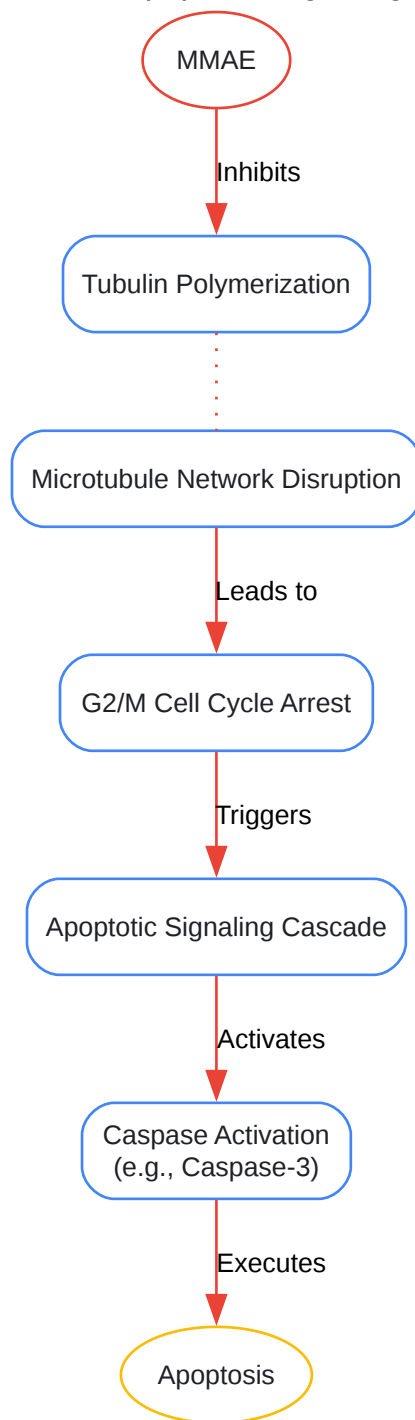 MMAE
Inhibits
Tubulin Polymerization
Microtubule Network Disruption
Leads to
G2/M Cell Cycle Arrest
Triggers
Apoptotic Signaling Cascade
Activates
Caspase Activation
(e.g., Caspase-3)
Executes
Apoptosis